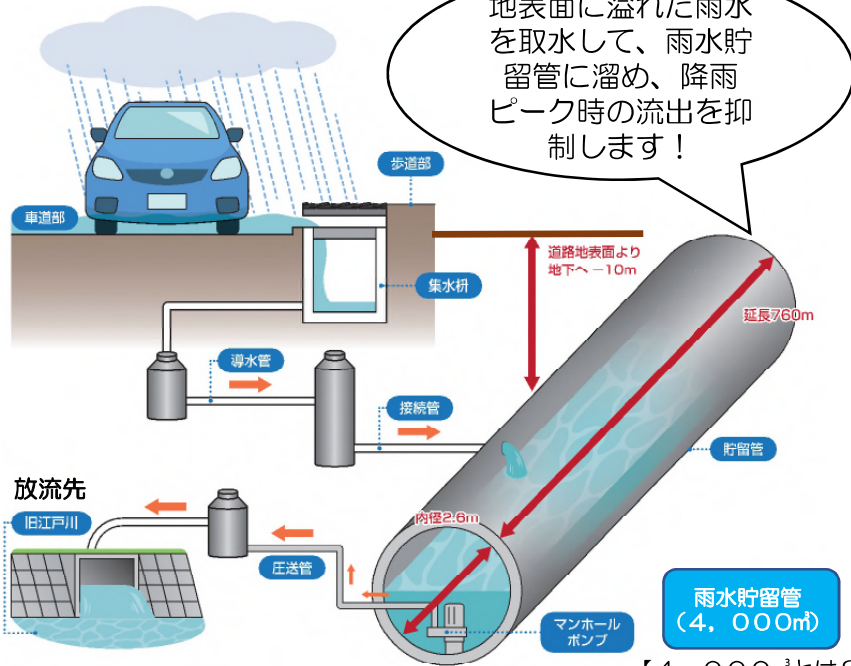 地表面に溢れた雨水
を取水して、雨水貯
留管に溜め、降雨
ピーク時の流出を抑
制します！
歩道部
車道部
道路地表面より
地下へ－10m
集水枡
延長760m
導水管
接続管
貯留管
放流先
旧江戸川
内径2.6m
圧送管
マンホール
ポンプ
雨水貯留管
（4，000㎥）